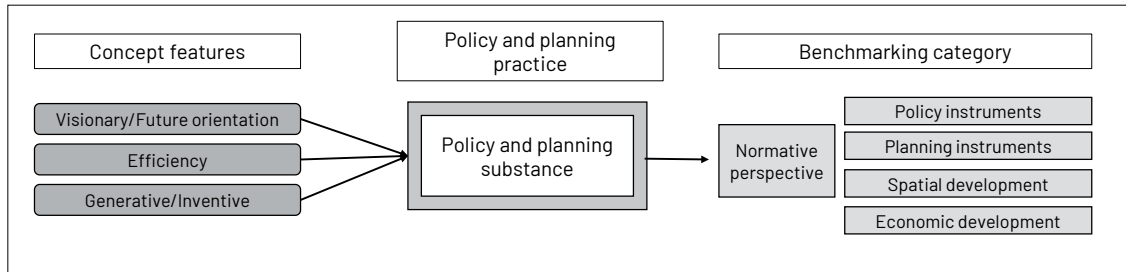 Concept features
Policy and planning
practice
Benchmarking category
Visionary/Future orientation
Efficiency
Generative/Inventive
Policy and planning
substance
Normative
perspective
Policy instruments
Planning instruments
Spatial development
Economic development